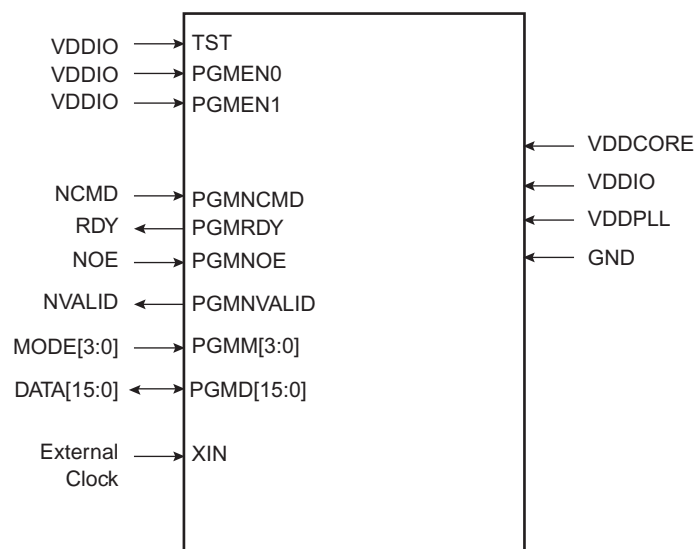 VDDIO TST
VDDIO PGMEN0
VDDIO PGMEN1
VDDCORE
VDDIO
NCMD PGMNCMD
VDDPLL
RDY PGMRDY
NOE PGMNOE
GND
NVALID PGMNVALID
MODE[3:0] PGMM[3:0]
DATA[15:0] PGMD[15:0]
External Clock XIN